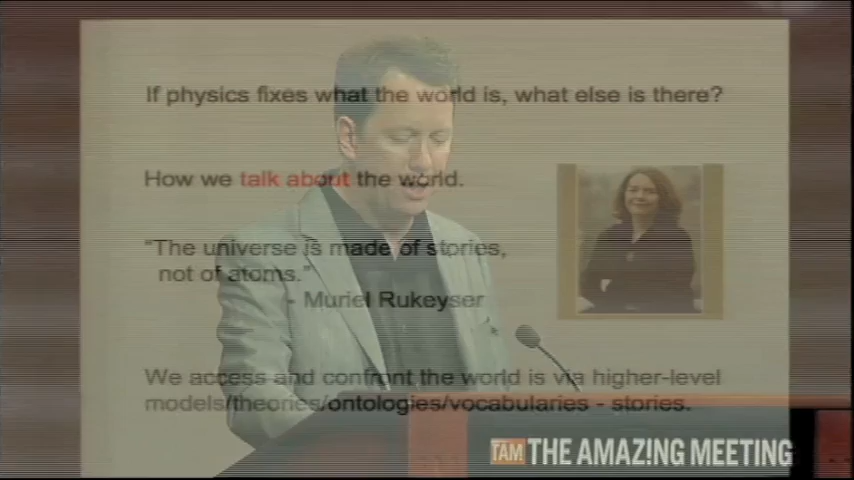 If physics fixes what the world is, what else is there?
How we talk about the world.
"The universe is made of stories,
not of atoms."
- Muriel Rukeyser
We access and confront the world is via higher-level
models/theories/ontologies/vocabularies - stories.
TAM THE AMAZ!NG MEETING